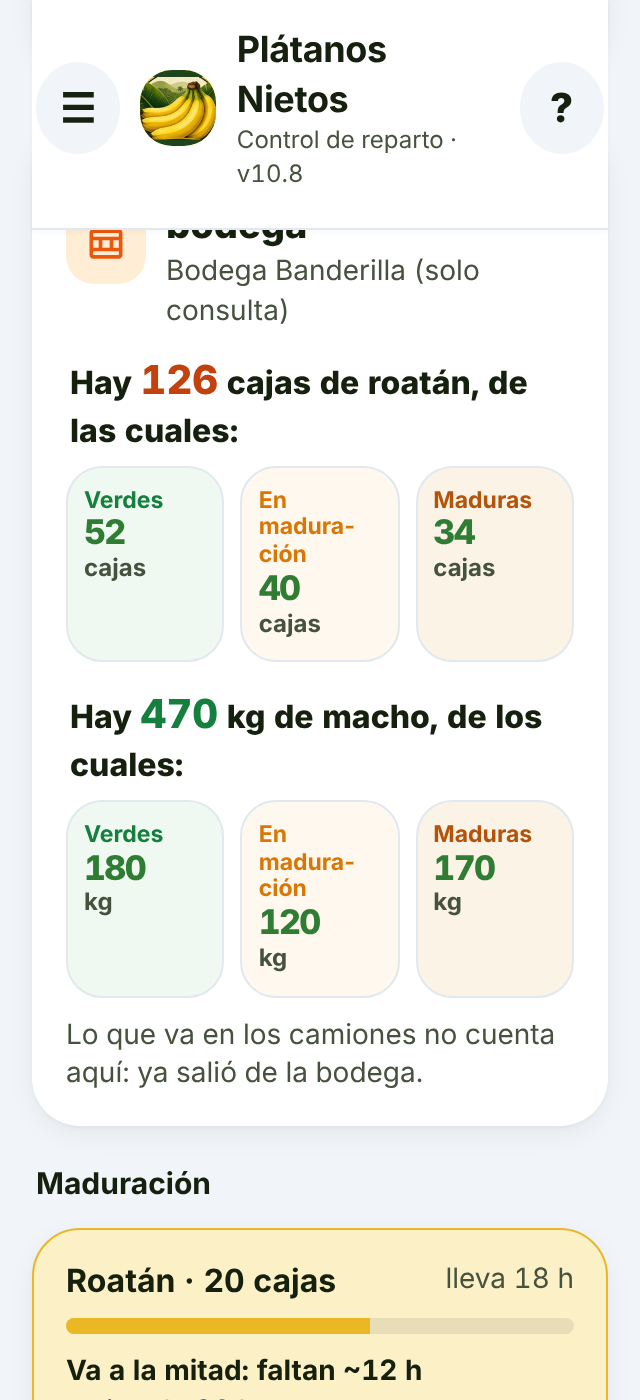 Plátanos
Nietos
Control de reparto ·
v10.8
?
bodega
Bodega Banderilla (solo
consulta)
Hay 126 cajas de roatán, de
las cuales:
Verdes
52
cajas
En
madura-
ción
40
cajas
Maduras
34
cajas
Hay 470 kg de macho, de los
cuales:
Verdes
180
kg
En
madura-
ción
120
kg
Maduras
170
kg
Lo que va en los camiones no cuenta
aquí: ya salió de la bodega.
Maduración
Roatán · 20 cajas
lleva 18 h
Va a la mitad: faltan ~12 h